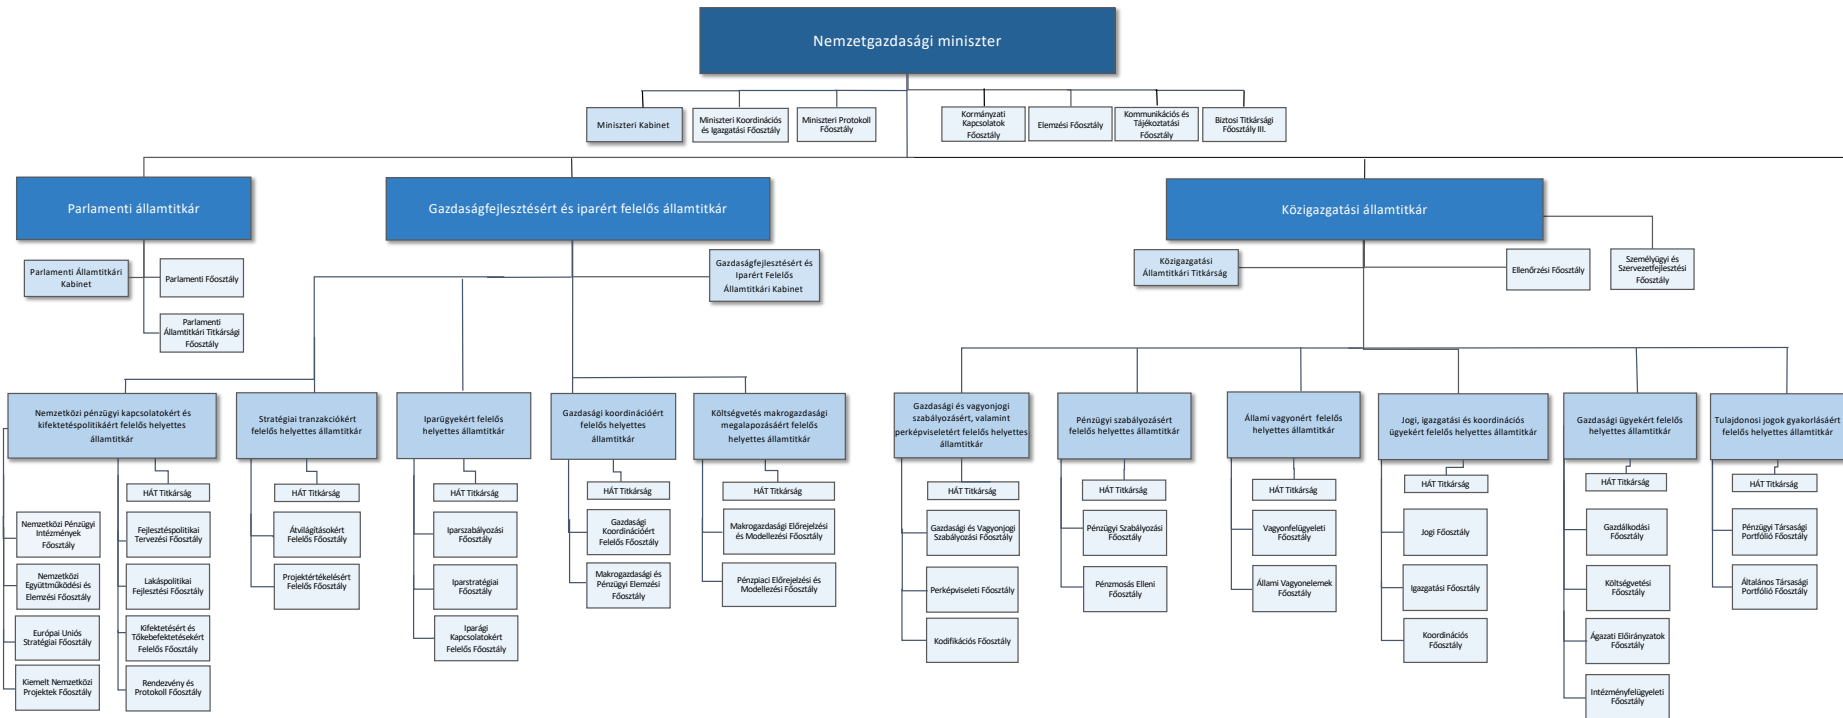 Nemzetgazdasági miniszter
Miniszteri Kabinet
Miniszteri Koordinációs
és Igazgatási Főosztály
Miniszteri Protokoll
Főosztály
Kormányzati
Kapcsolatok
Főosztály
Elemzési Főosztály
Kommunikációs és
Tájékoztatási
Főosztály
Biztosi Titkársági
Főosztály III.
Parlamenti államtitkár
Gazdaságfejlesztésért és iparért felelős államtitkár
Közigazgatási államtitkár
Parlamenti Államtitkári
Kabinet
Parlamenti Főosztály
Parlamenti
Államtitkári Titkársági
Főosztály
Gazdaságfejlesztésért és
Iparért Felelős
Államtitkári Kabinet
Közigazgatási
Államtitkári Titkárság
Ellenőrzési Főosztály
Személyügyi és
Szervezetfejlesztési
Főosztály
Nemzetközi pénzügyi kapcsolatokért és
kifektetéspolitikáért felelős helyettes
államtitkár
HÁT Titkárság
Nemzetközi Pénzügyi
Intézmények
Főosztály
Nemzetközi
Együttműködési és
Elemzési Főosztály
Európai Uniós
Stratégiai Főosztály
Kiemelt Nemzetközi
Projektek Főosztály
Fejlesztéspolitikai
Tervezési Főosztály
Lakáspolitikai
Fejlesztési Főosztály
Kifektetésért és
Tőkebefektetésekért
Felelős Főosztály
Rendezvény és
Protokoll Főosztály
Stratégiai tranzakciókért
felelős helyettes államtitkár
HÁT Titkárság
Átvilágításokért
Felelős Főosztály
Projektértékelésért
Felelős Főosztály
Iparügyekért felelős
helyettes államtitkár
HÁT Titkárság
Iparszabályozási
Főosztály
Iparstratégiai
Főosztály
Iparági
Kapcsolatokért
Felelős Főosztály
Gazdasági koordinációért
felelős helyettes
államtitkár
HÁT Titkárság
Gazdasági
Koordinációért
Felelős Főosztály
Makrogazdasági és
Pénzügyi Elemzési
Főosztály
Költségvetés makrogazdasági
megalapozásáért felelős
helyettes államtitkár
HÁT Titkárság
Makrogazdasági Előrejelzési
és Modellezési Főosztály
Pénzpiaci Előrejelzési és
Modellezési Főosztály
Gazdasági és vagyonjogi
szabályozásért, valamint
perképviseletért felelős helyettes
államtitkár
HÁT Titkárság
Gazdasági és Vagyonjogi
Szabályozási Főosztály
Perképviseleti Főosztály
Kodifikációs Főosztály
Pénzügyi szabályozásért
felelős helyettes államtitkár
HÁT Titkárság
Pénzügyi Szabályozási
Főosztály
Pénzmosás Elleni
Főosztály
Állami vagyonért felelős
helyettes államtitkár
HÁT Titkárság
Vagyonfelügyeleti
Főosztály
Állami Vagyonelemek
Főosztály
Jogi, igazgatási és koordinációs
ügyekért felelős helyettes államtitkár
HÁT Titkárság
Jogi Főosztály
Igazgatási Főosztály
Koordinációs
Főosztály
Gazdasági ügyekért felelős
helyettes államtitkár
HÁT Titkárság
Gazdálkodási
Főosztály
Költségvetési
Főosztály
Ágazati Előirányzatok
Főosztály
Intézményfelügyeleti
Főosztály
Tulajdonosi jogok gyakorlásáért
felelős helyettes államtitkár
HÁT Titkárság
Pénzügyi Társasági
Portfólió Főosztály
Általános Társasági
Portfólió Főosztály